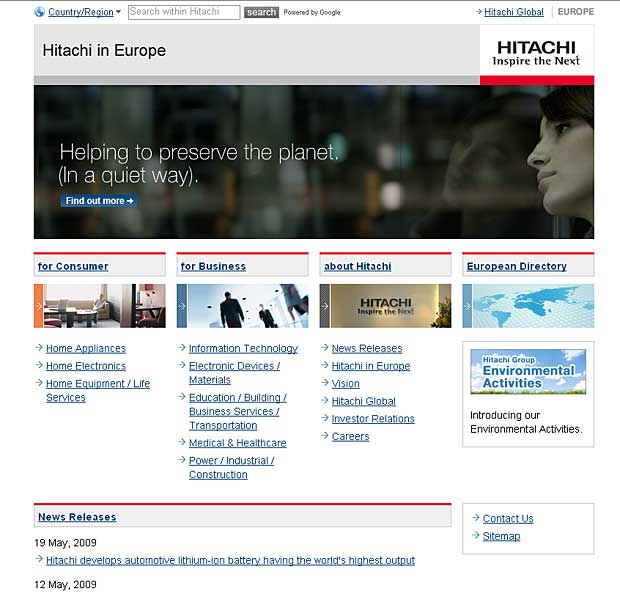 Country/Region
Search within Hitachi
search
Powered by Google
Hitachi Global
EUROPE
Hitachi in Europe
HITACHI
Inspire the Next
Helping to preserve the planet.
(In a quiet way).
Find out more
for Consumer
for Business
about Hitachi
European Directory
HITACHI
Inspire the Next
Home Appliances
Home Electronics
Home Equipment / Life
Services
Information Technology
Electronic Devices /
Materials
Education / Building /
Business Services /
Transportation
Medical & Healthcare
Power / Industrial /
Construction
News Releases
Hitachi in Europe
Vision
Hitachi Global
Investor Relations
Careers
Hitachi Group
Environmental
Activities
Introducing our
Environmental Activities.
News Releases
19 May, 2009
Hitachi develops automotive lithium-ion battery having the world's highest output
12 May, 2009
Contact Us
Sitemap